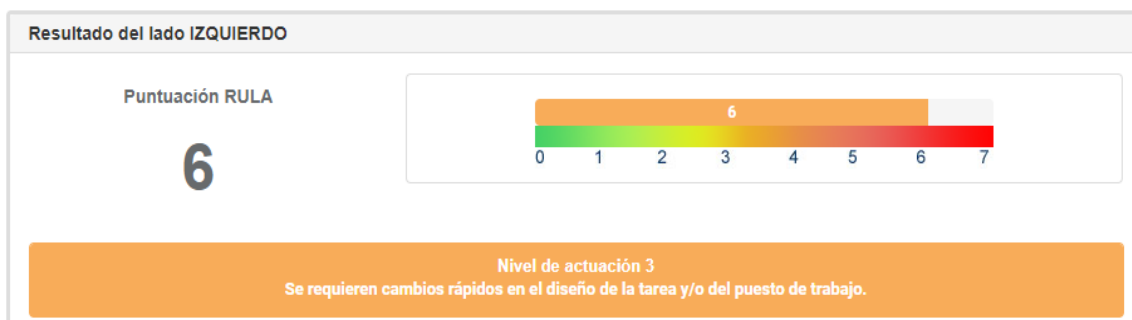 Resultado del lado IZQUIERDO
Puntuación RULA
6
6
0 1 2 3 4 5 6 7
Nivel de actuación 3
Se requieren cambios rápidos en el diseño de la tarea y/o del puesto de trabajo.